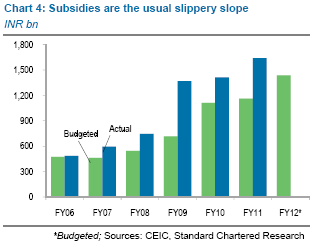 Chart 4: Subsidies are the usual slippery slope
INR bn
1,800
1,500
1,200
900
600
300
0
Budgeted
Actual
FY06 FY07 FY08 FY09 FY10 FY11 FY12*
*Budgeted; Sources: CEIC, Standard Chartered Research